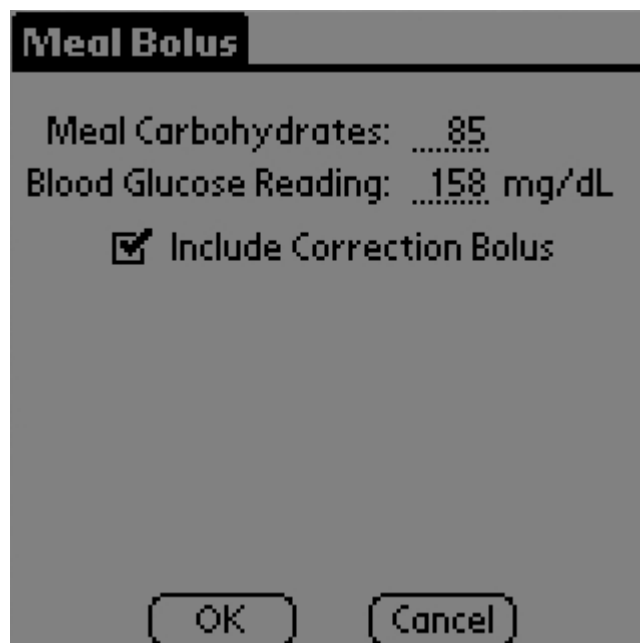 Meal Bolus
Meal Carbohydrates: 85
Blood Glucose Reading: 158 mg/dL
Include Correction Bolus
OK Cancel